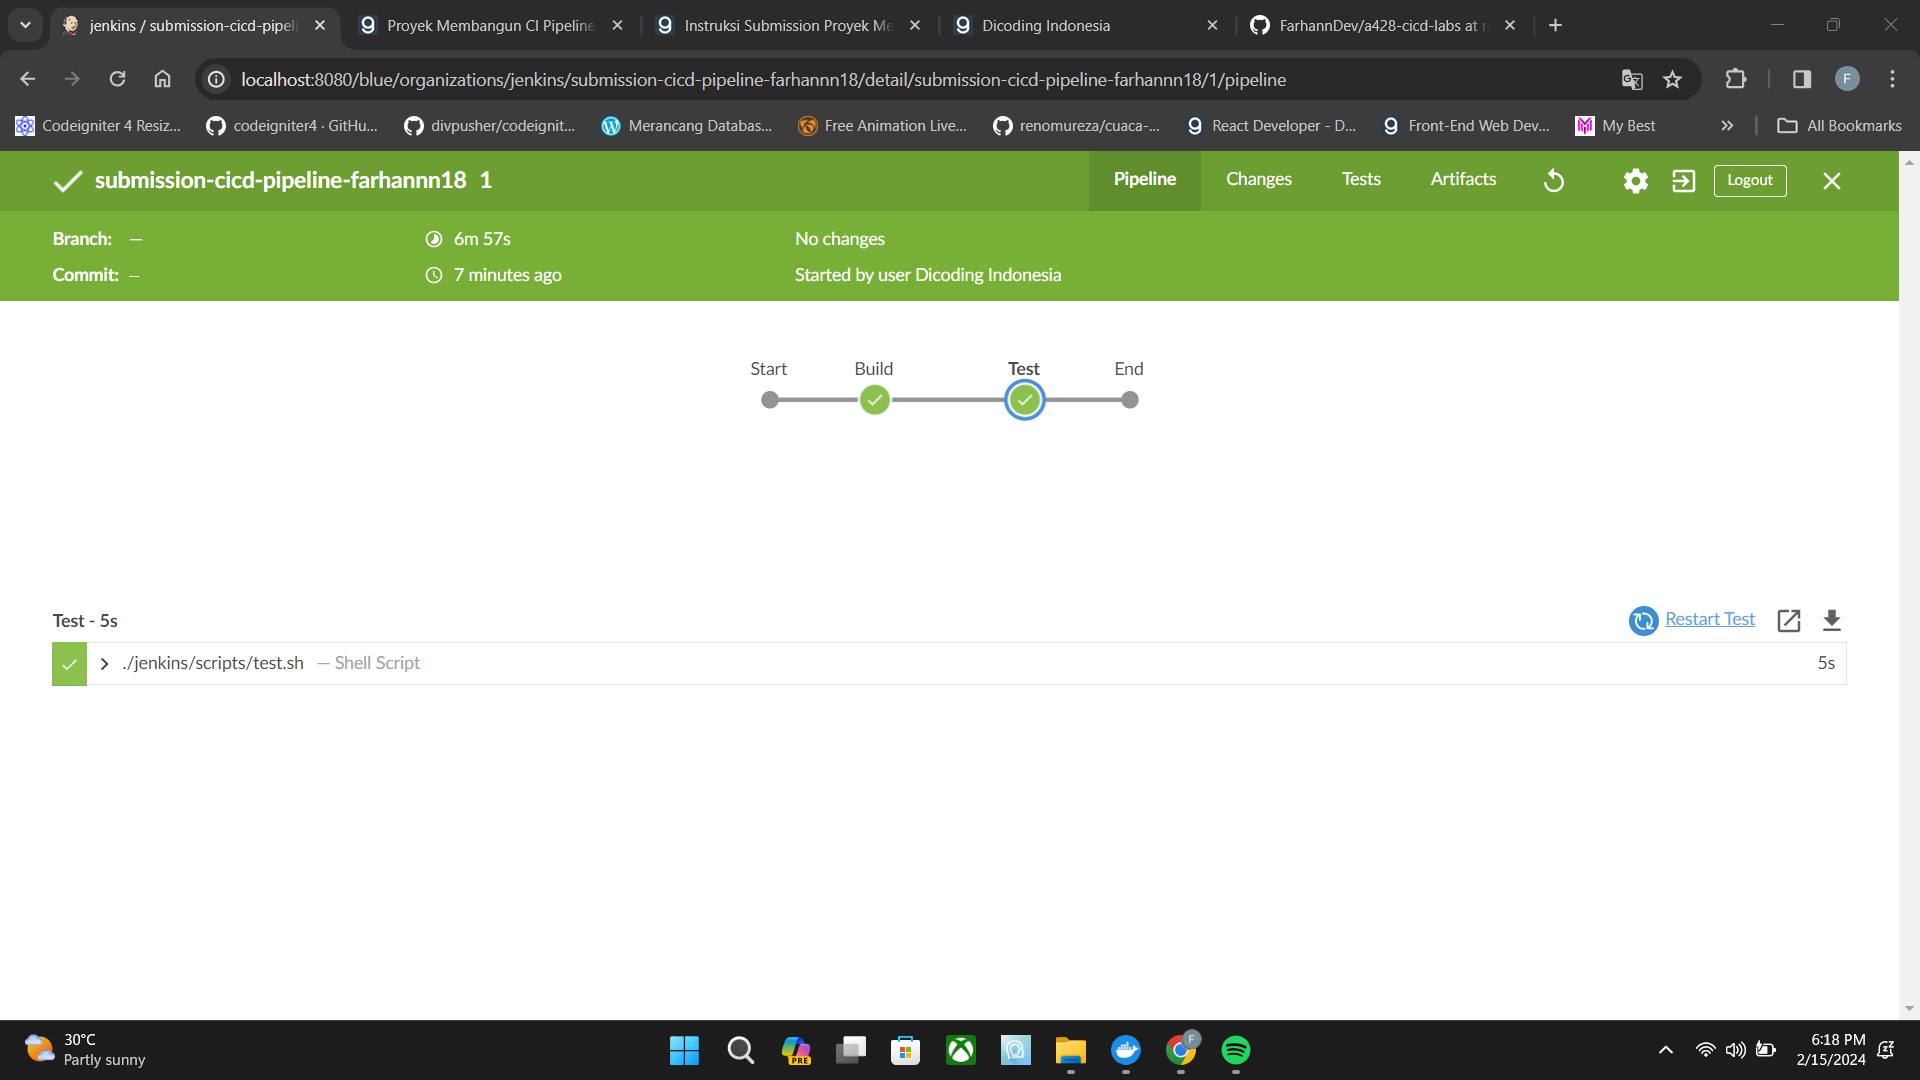 jenkins / submission-cicd-pipeli
Proyek Membangun CI Pipeline
Instruksi Submission Proyek Me
Dicoding Indonesia
FarhannDev/a428-cicd-labs at r
localhost:8080/blue/organizations/jenkins/submission-cicd-pipeline-farhannn18/detail/submission-cicd-pipeline-farhannn18/1/pipeline
F
Codeigniter 4 Resiz...
codeigniter4 · GitHu...
divpusher/codeignit...
Merancang Databas...
Free Animation Live...
renomureza/cuaca-...
React Developer - D...
Front-End Web Dev...
My Best
All Bookmarks
submission-cicd-pipeline-farhannn18 1
Pipeline
Changes
Tests
Artifacts
Logout
Branch: —
6m 57s
No changes
Commit: —
7 minutes ago
Started by user Dicoding Indonesia
Start
Build
Test
End
Test - 5s
Restart Test
./jenkins/scripts/test.sh — Shell Script
5s
30°C
Partly sunny
PRE
F
6:18 PM
2/15/2024